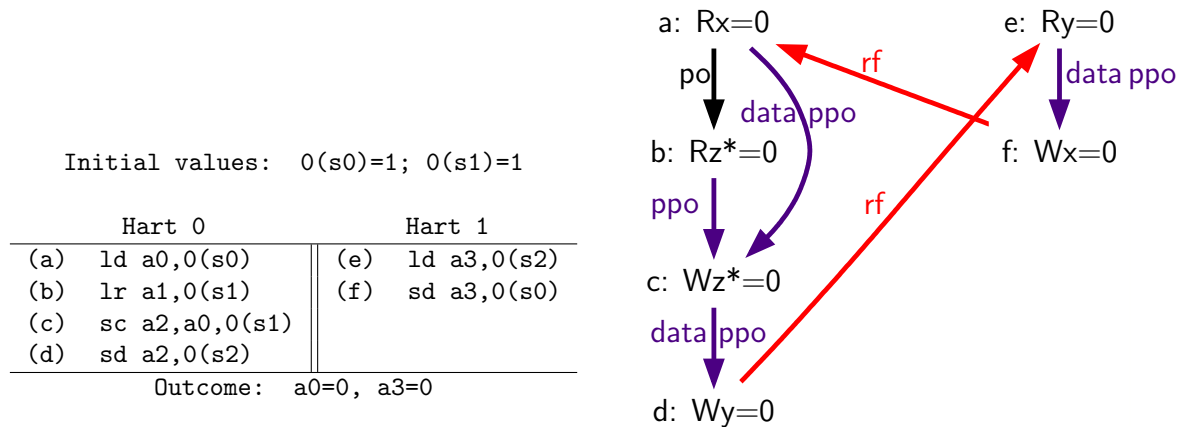 Initial values: 0(s0)=1; 0(s1)=1
Hart 0 Hart 1
(a) ld a0,0(s0) (e) ld a3,0(s2)
(b) lr a1,0(s1) (f) sd a3,0(s0)
(c) sc a2,a0,0(s1)
(d) sd a2,0(s2)
Outcome: a0=0, a3=0
a: Rx=0
e: Ry=0
po
rf
data ppo
data ppo
b: Rz*=0
f: Wx=0
ppo
rf
c: Wz*=0
data ppo
d: Wy=0